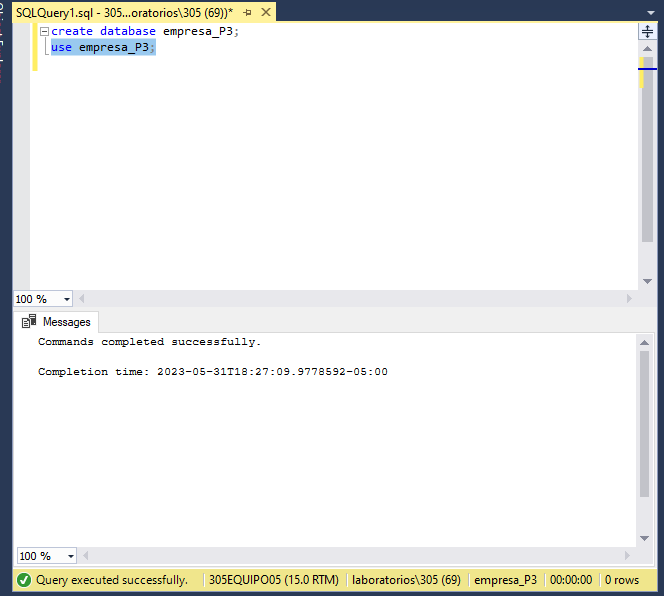 SQLQuery1.sql - 305...oratorios\305 (69))*
create database empresa_P3;
use empresa_P3;
100 %
Messages
Commands completed successfully.
Completion time: 2023-05-31T18:27:09.9778592-05:00
100 %
Query executed successfully. 305EQUIPO05 (15.0 RTM) laboratorios\305 (69) empresa_P3 00:00:00 0 rows